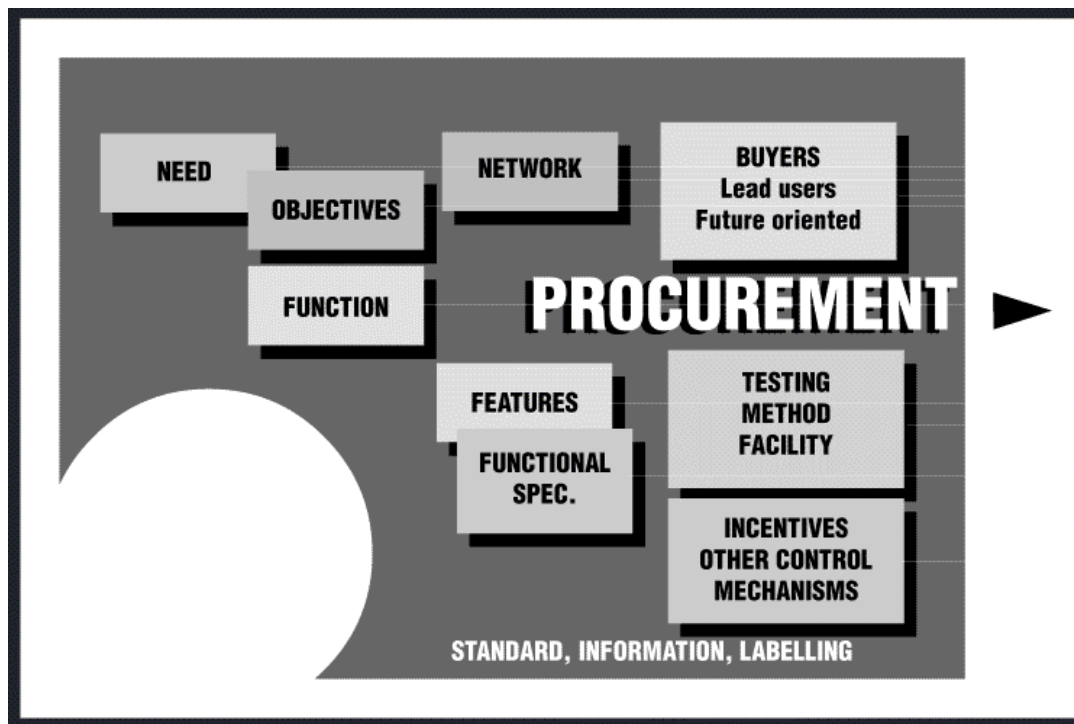 NEED
OBJECTIVES
FUNCTION
NETWORK
BUYERS
Lead users
Future oriented
PROCUREMENT
FEATURES
FUNCTIONAL
SPEC.
TESTING
METHOD
FACILITY
INCENTIVES
OTHER CONTROL
MECHANISMS
STANDARD, INFORMATION, LABELLING